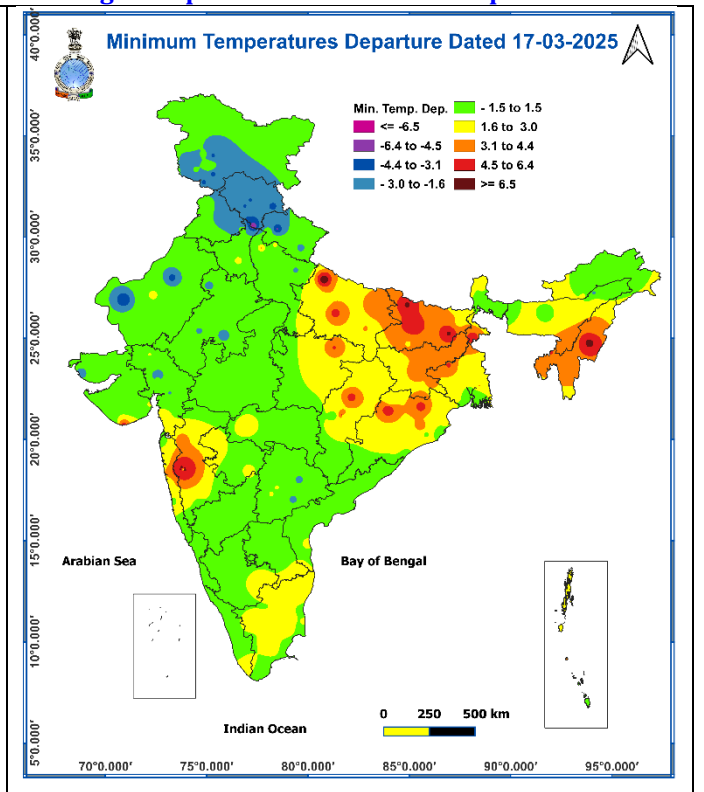 Minimum Temperatures Departure Dated 17-03-2025
Min. Temp. Dep.
<= -6.5
-6.4 to -4.5
-4.4 to -3.1
- 3.0 to -1.6
- 1.5 to 1.5
1.6 to 3.0
3.1 to 4.4
4.5 to 6.4
>= 6.5
40°0.000'
35°0.000'
30°0.000'
25°0.000'
20°0.000'
15°0.000'
10°0.000'
5°0.000'
Arabian Sea
Bay of Bengal
Indian Ocean
0 250 500 km
70°0.000' 75°0.000' 80°0.000' 85°0.000' 90°0.000' 95°0.000'